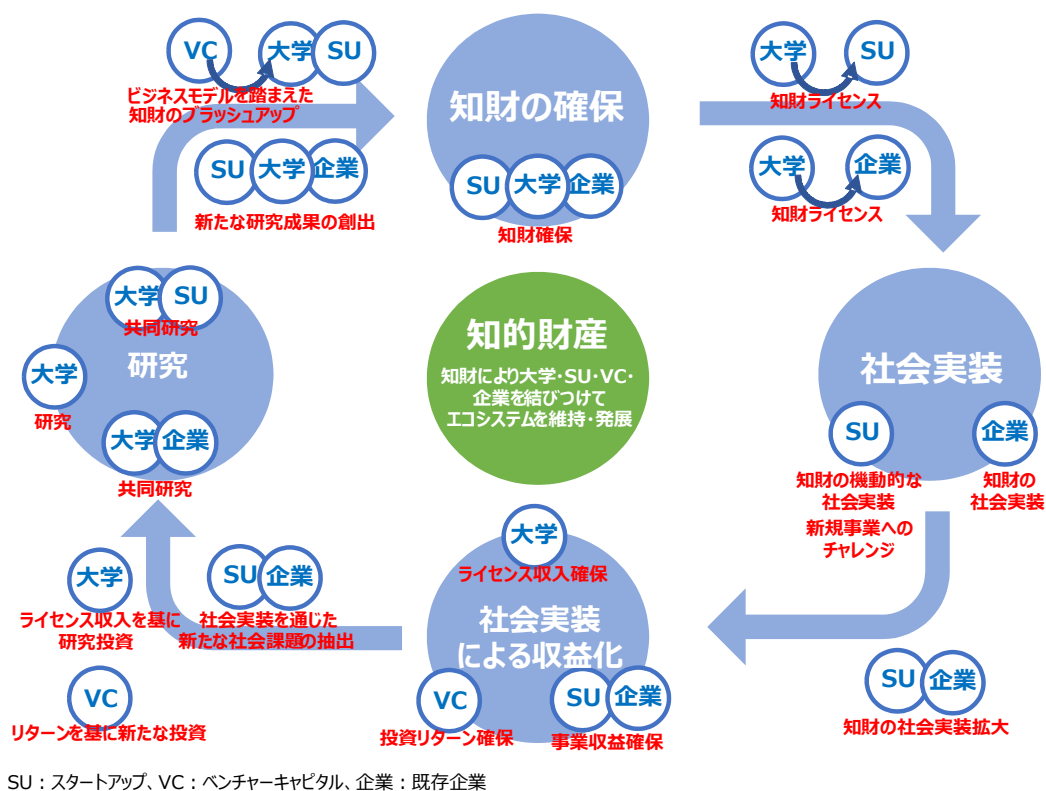 VC
大学
SU
ビジネスモデルを踏まえた
知財のブラッシュアップ
SU
大学
企業
新たな研究成果の創出
知財の確保
SU
大学
企業
知財確保
大学
SU
知財ライセンス
大学
企業
知財ライセンス
大学
SU
共同研究
研究
大学
研究
大学
企業
共同研究
知的財産
知財により大学・SU・VC・
企業を結びつけて
エコシステムを維持・発展
社会実装
SU
企業
知財の機動的な
社会実装
新規事業への
チャレンジ
知財の
社会実装
大学
ライセンス収入を基に
研究投資
SU
企業
社会実装を通じた
新たな社会課題の抽出
VC
リターンを基に新たな投資
大学
ライセンス収入確保
社会実装
による収益化
VC
投資リターン確保
SU
企業
事業収益確保
SU
企業
知財の社会実装拡大
SU：スタートアップ、VC：ベンチャーキャピタル、企業：既存企業